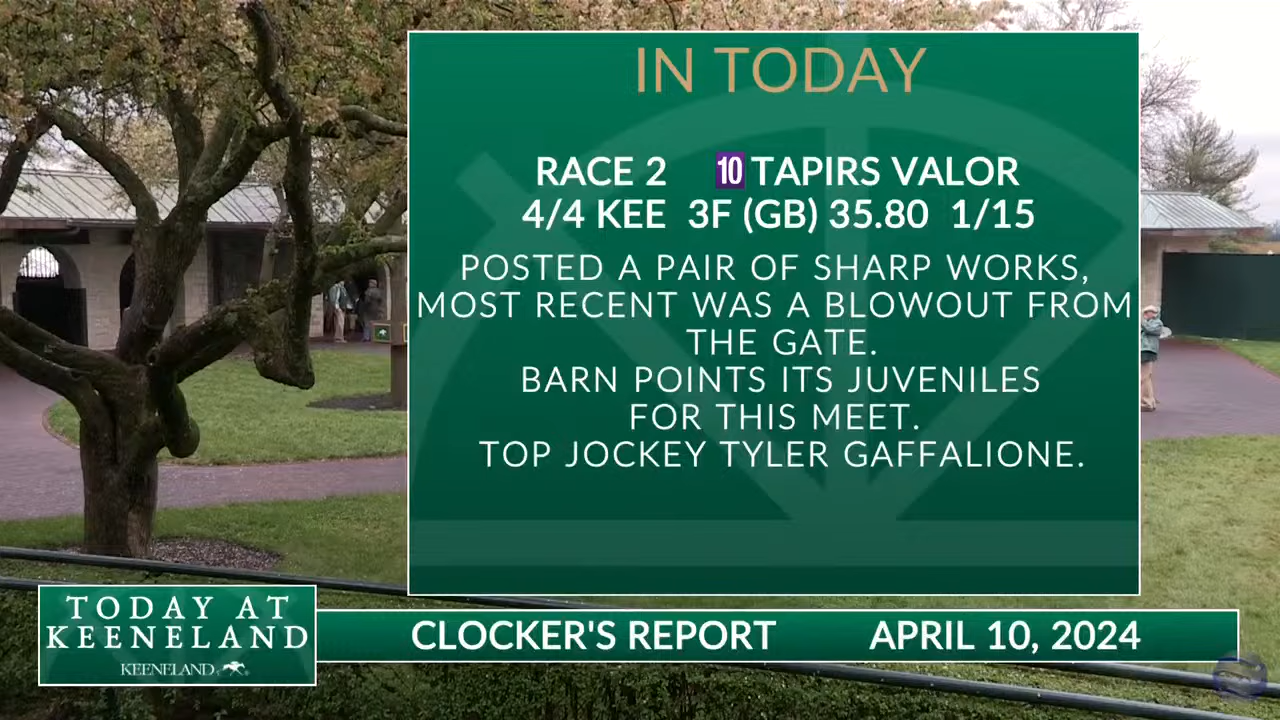 IN TODAY
RACE 2 10 TAPIRS VALOR
4/4 KEE 3F (GB) 35.80 1/15
POSTED A PAIR OF SHARP WORKS,
MOST RECENT WAS A BLOWOUT FROM
THE GATE.
BARN POINTS ITS JUVENILES
FOR THIS MEET.
TOP JOCKEY TYLER GAFFALIONE.
TODAY AT
KEENELAND
KEENELAND
CLOCKER'S REPORT APRIL 10, 2024